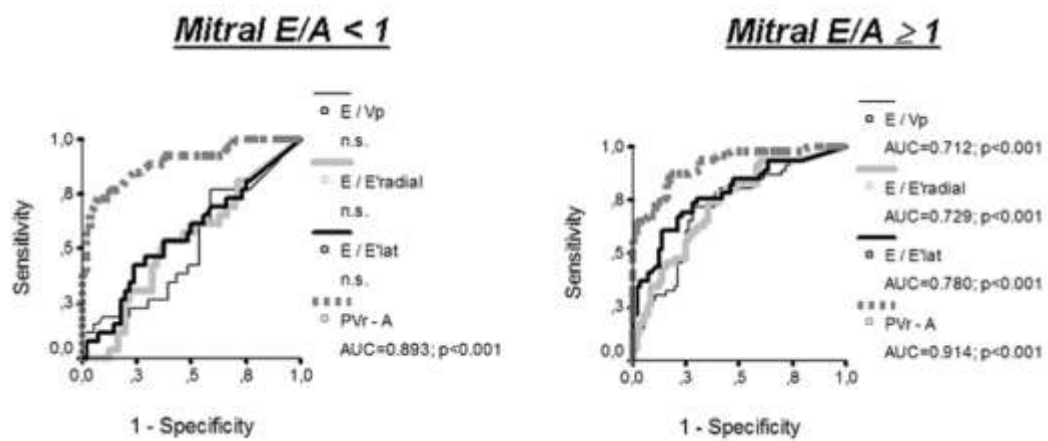 Mitral E/A < 1
E / Vp
n.s.
E / E'radial
n.s.
E / E'lat
n.s.
PVr - A
AUC=0.893; p<0.001
Sensitivity
1,0
,8
,5
,3
0,0
0,0
,3
,5
,8
1,0
1 - Specificity
Mitral E/A ≥ 1
E / Vp
AUC=0.712; p<0.001
E / E'radial
AUC=0.729; p<0.001
E / E'lat
AUC=0.780; p<0.001
PVr - A
AUC=0.914; p<0.001
Sensitivity
1,0
,8
,5
,3
0,0
0,0
,3
,5
,8
1,0
1 - Specificity